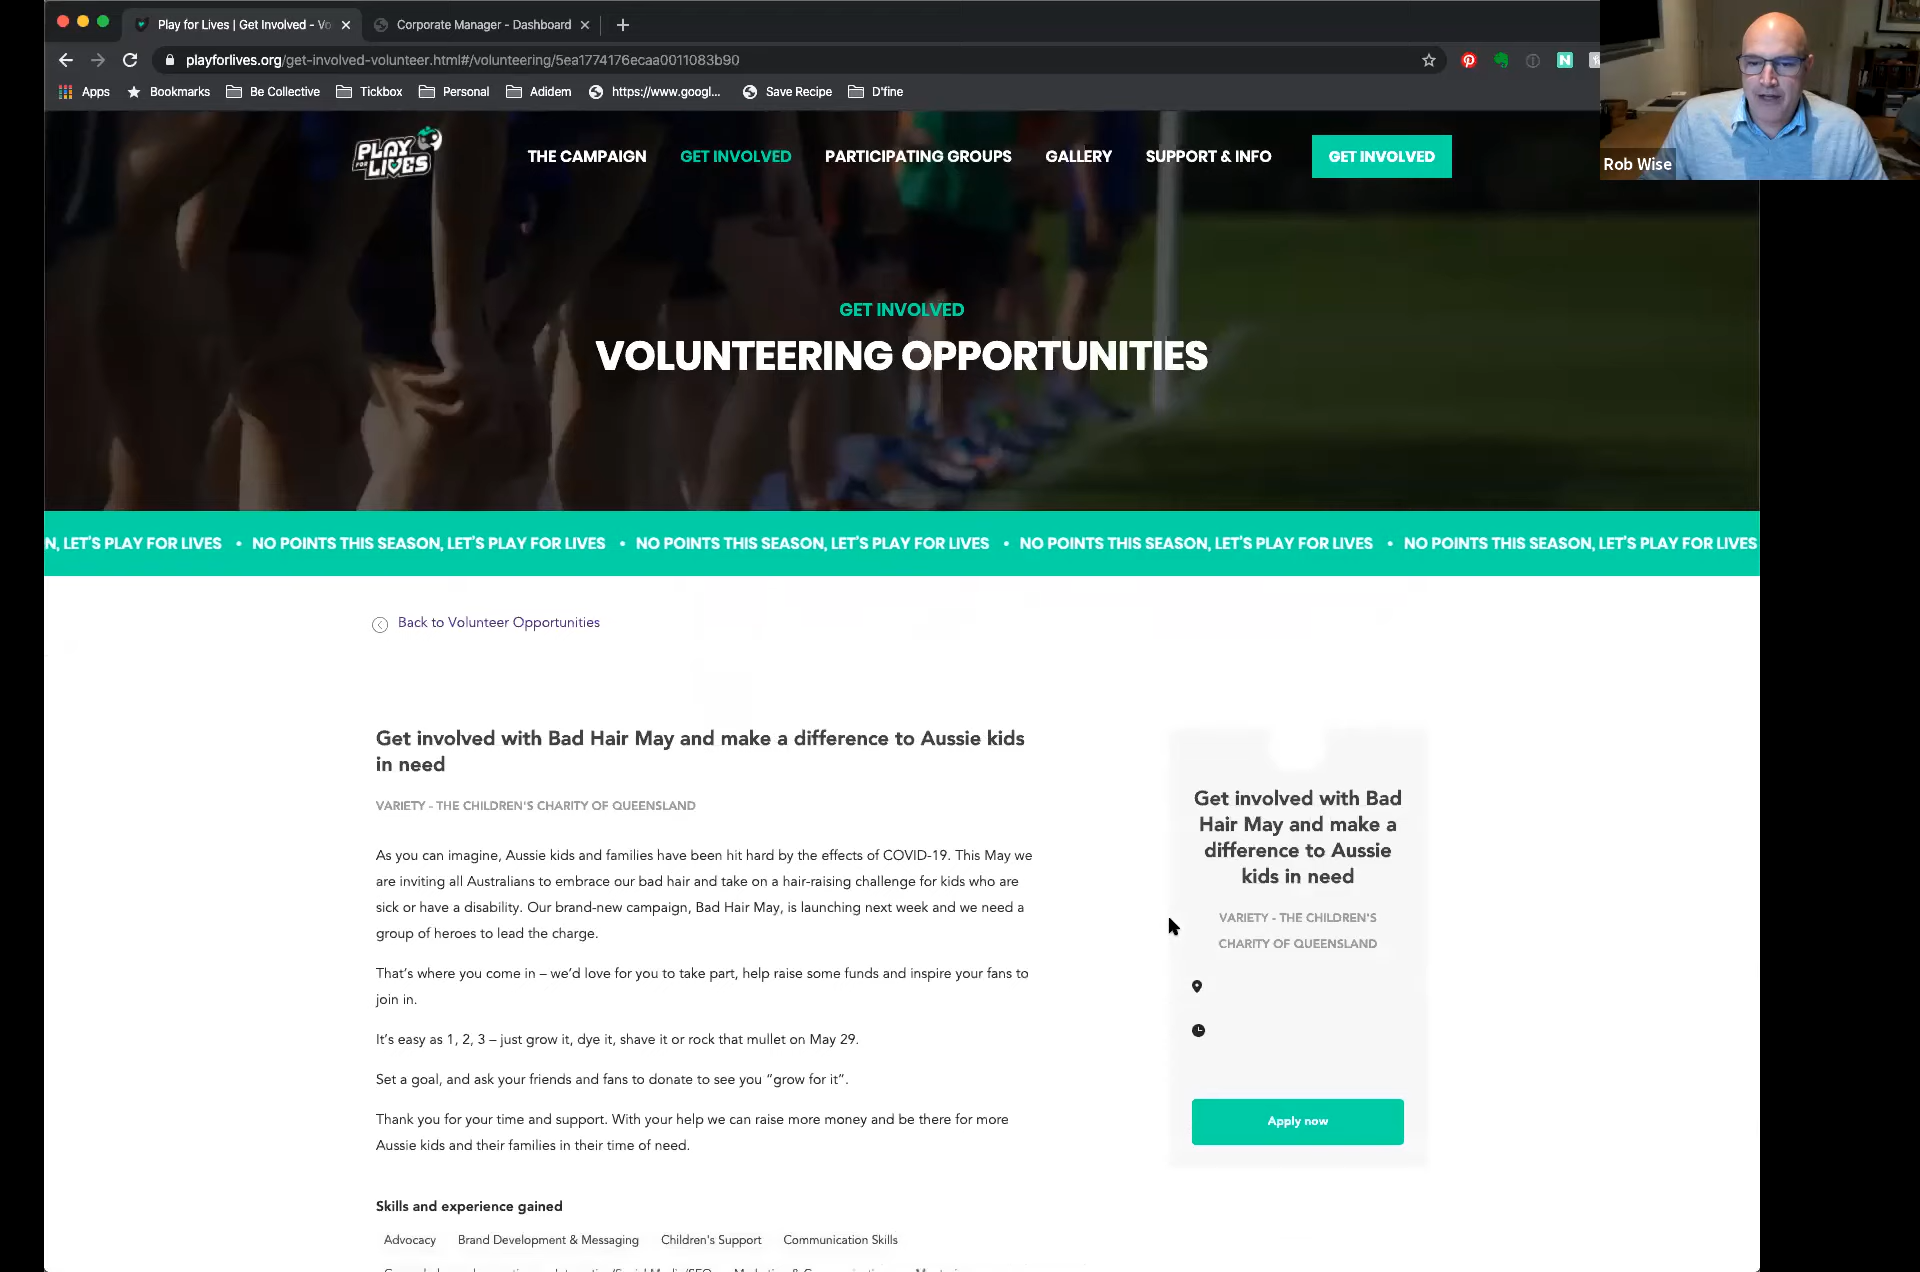 Play for Lives | Get Involved - Vo
Corporate Manager - Dashboard
playforlives.org/get-involved-volunteer.html#/volunteering/5ea1774176ecaa0011083b90
Apps
Bookmarks
Be Collective
Tickbox
Personal
Adidem
https://www.googl...
Save Recipe
D'fine
Rob Wise
PLAY FOR LIVES
THE CAMPAIGN
GET INVOLVED
PARTICIPATING GROUPS
GALLERY
SUPPORT & INFO
GET INVOLVED
GET INVOLVED
VOLUNTEERING OPPORTUNITIES
N, LET'S PLAY FOR LIVES • NO POINTS THIS SEASON, LET'S PLAY FOR LIVES • NO POINTS THIS SEASON, LET'S PLAY FOR LIVES • NO POINTS THIS SEASON, LET'S PLAY FOR LIVES • NO POINTS THIS SEASON, LET'S PLAY FOR LIVES
Back to Volunteer Opportunities
Get involved with Bad Hair May and make a difference to Aussie kids
in need
VARIETY - THE CHILDREN'S CHARITY OF QUEENSLAND
As you can imagine, Aussie kids and families have been hit hard by the effects of COVID-19. This May we
are inviting all Australians to embrace our bad hair and take on a hair-raising challenge for kids who are
sick or have a disability. Our brand-new campaign, Bad Hair May, is launching next week and we need a
group of heroes to lead the charge.
That's where you come in – we'd love for you to take part, help raise some funds and inspire your fans to
join in.
It's easy as 1, 2, 3 – just grow it, dye it, shave it or rock that mullet on May 29.
Set a goal, and ask your friends and fans to donate to see you “grow for it”.
Thank you for your time and support. With your help we can raise more money and be there for more
Aussie kids and their families in their time of need.
Skills and experience gained
Advocacy
Brand Development & Messaging
Children's Support
Communication Skills
Get involved with Bad
Hair May and make a
difference to Aussie
kids in need
VARIETY - THE CHILDREN'S
CHARITY OF QUEENSLAND
Apply now